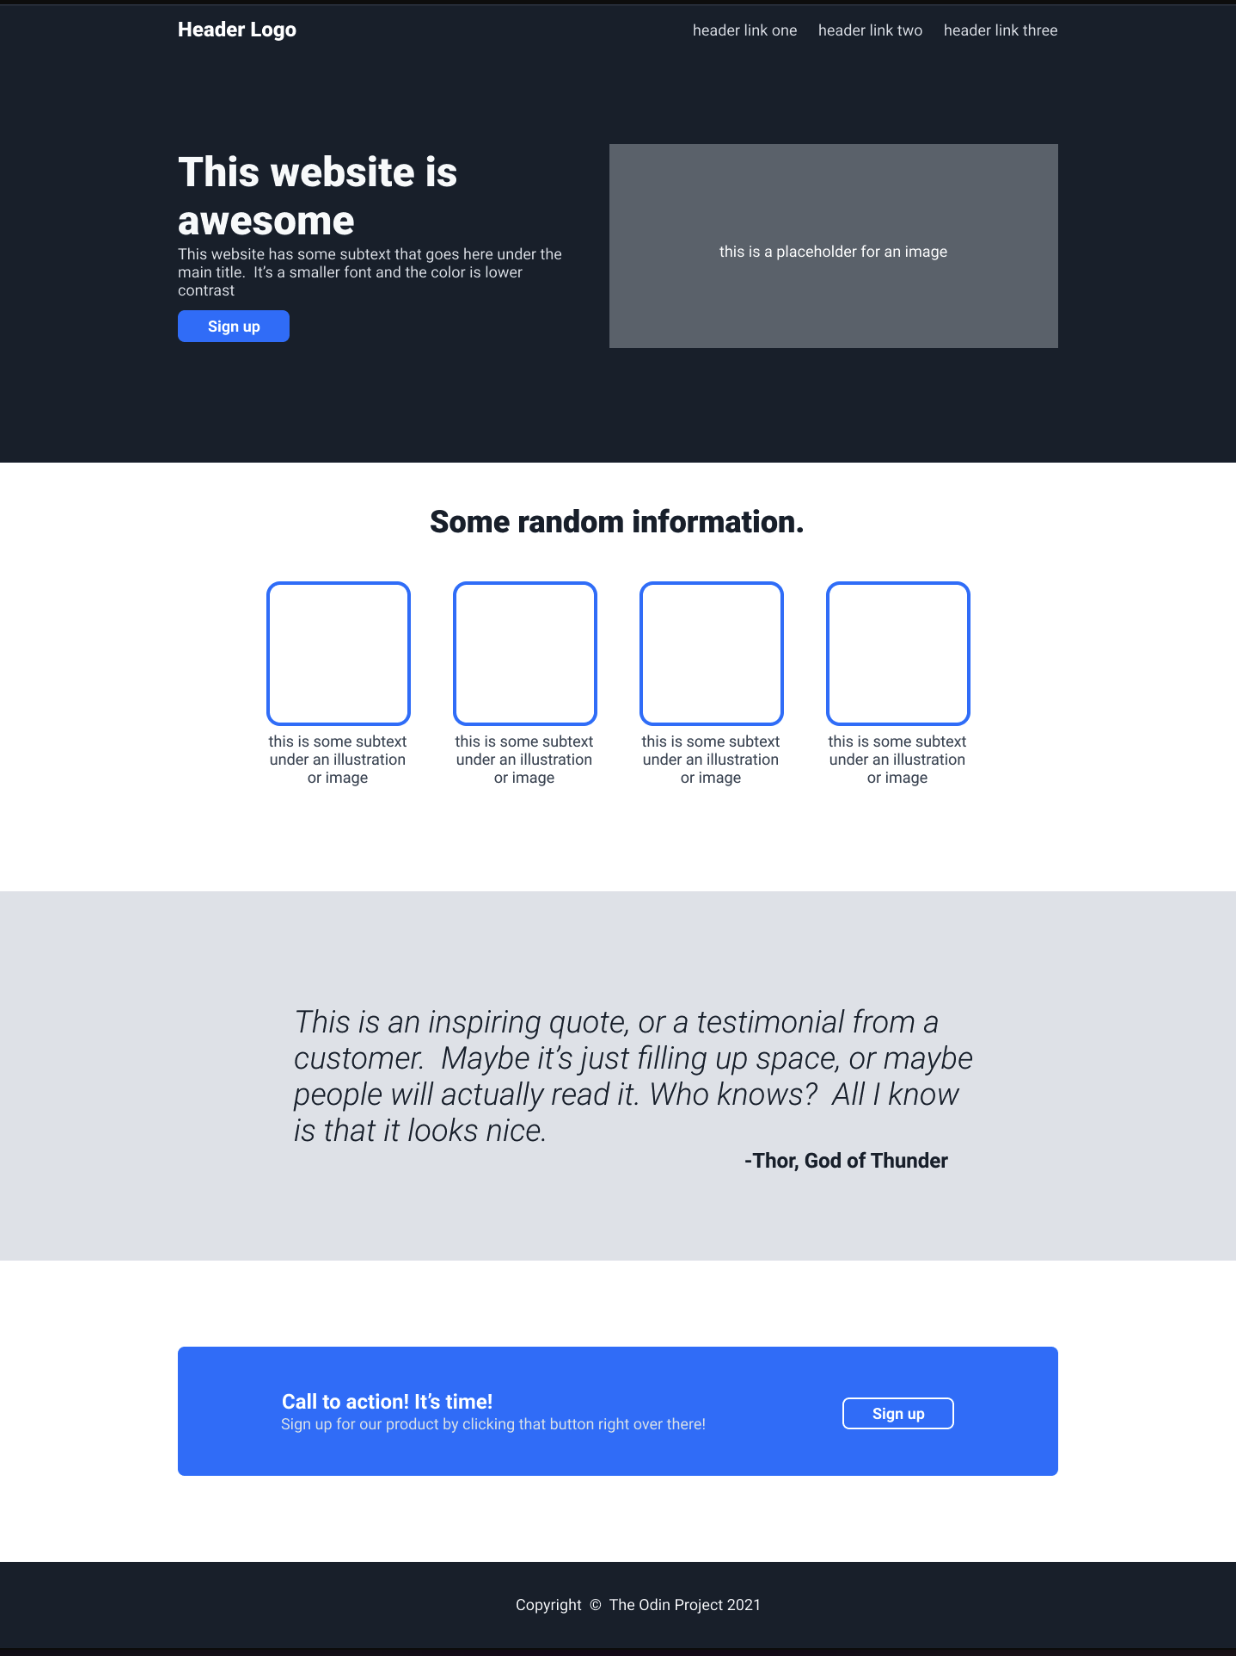 Header Logo
header link one header link two header link three
This website is
awesome
This website has some subtext that goes here under the
main title.  It’s a smaller font and the color is lower
contrast
Sign up
this is a placeholder for an image
Some random information.
this is some subtext
under an illustration
or image
this is some subtext
under an illustration
or image
this is some subtext
under an illustration
or image
this is some subtext
under an illustration
or image
This is an inspiring quote, or a testimonial from a
customer.  Maybe it’s just filling up space, or maybe
people will actually read it. Who knows?  All I know
is that it looks nice.
-Thor, God of Thunder
Call to action! It’s time!
Sign up for our product by clicking that button right over there!
Sign up
Copyright © The Odin Project 2021